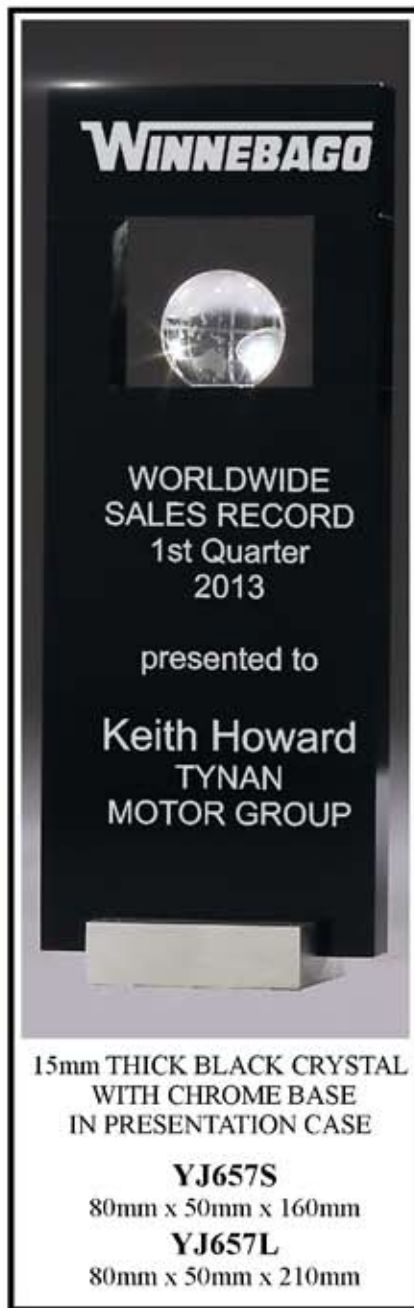 WINNEBAGO
WORLDWIDE
SALES RECORD
1st Quarter
2013
presented to
Keith Howard
TYNAN
MOTOR GROUP
15mm THICK BLACK CRYSTAL
WITH CHROME BASE
IN PRESENTATION CASE
YJ657S
80mm x 50mm x 160mm
YJ657L
80mm x 50mm x 210mm